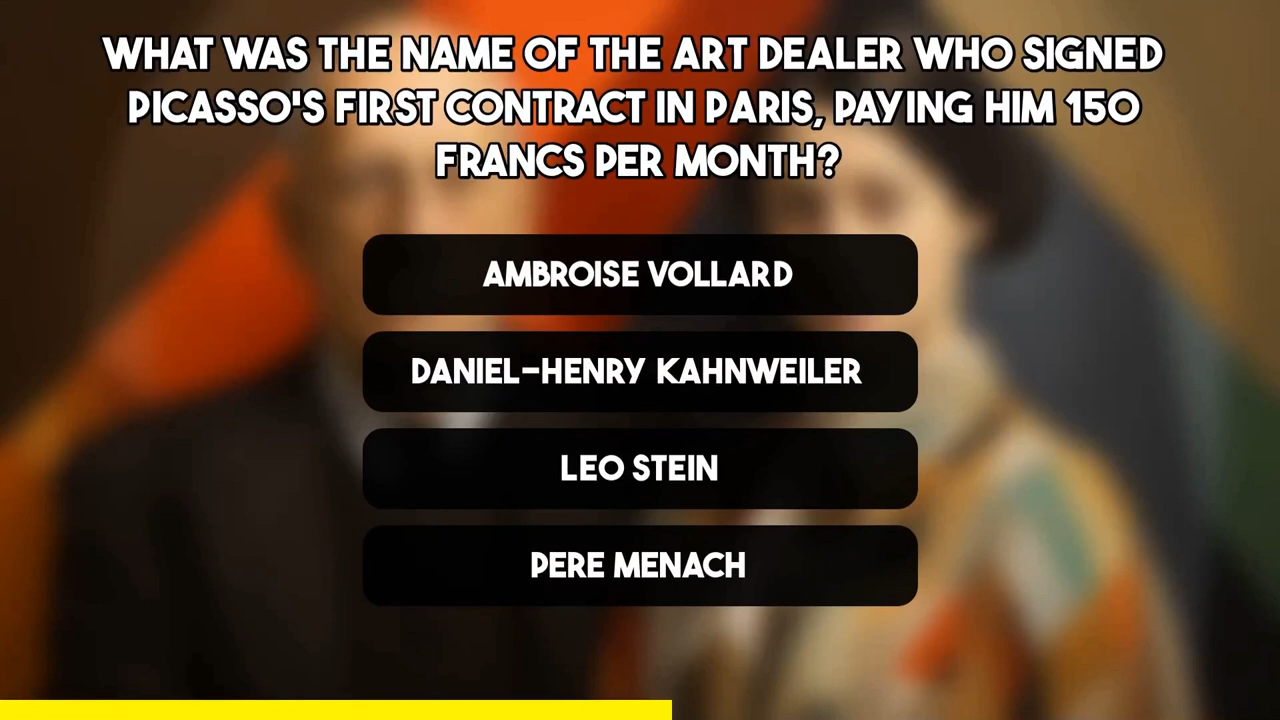 WHAT WAS THE NAME OF THE ART DEALER WHO SIGNED
PICASSO'S FIRST CONTRACT IN PARIS, PAYING HIM 150
FRANCS PER MONTH?
AMBROISE VOLLARD
DANIEL-HENRY KAHNWEILER
LEO STEIN
PERE MENACH